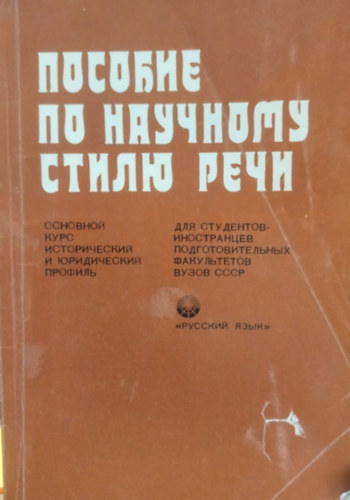 ПОСОБИЕ
ПО НАУЧНОМУ
СТИЛЮ РЕЧИ
ОСНОВНОЙ
КУРС
ИСТОРИЧЕСКИЙ
И ЮРИДИЧЕСКИЙ
ПРОФИЛЬ
ДЛЯ СТУДЕНТОВ-
ИНОСТРАНЦЕВ
ПОДГОТОВИТЕЛЬНЫХ
ФАКУЛЬТЕТОВ
ВУЗОВ СССР
«РУССКИЙ ЯЗЫК»